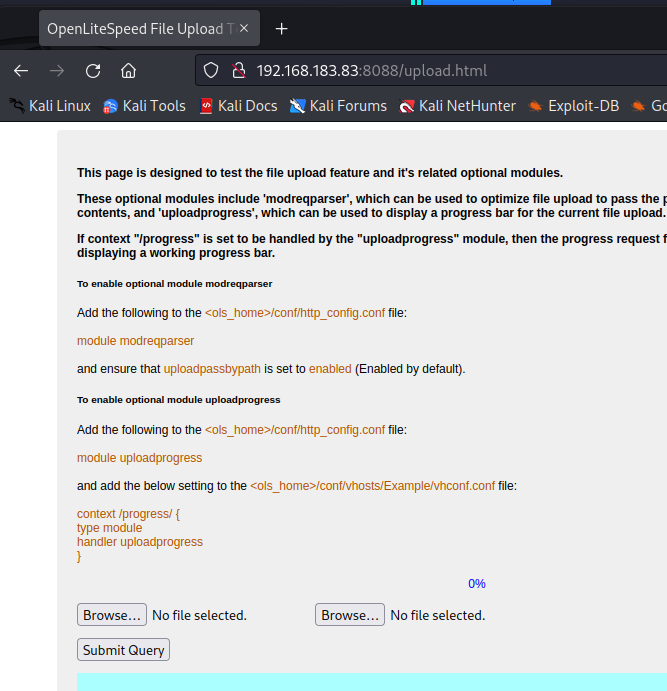 OpenLiteSpeed File Upload T
192.168.183.83:8088/upload.html
Kali Linux Kali Tools Kali Docs Kali Forums Kali NetHunter Exploit-DB Go
This page is designed to test the file upload feature and it's related optional modules.
These optional modules include 'modreqparser', which can be used to optimize file upload to pass the p
contents, and 'uploadprogress', which can be used to display a progress bar for the current file upload.
If context "/progress" is set to be handled by the "uploadprogress" module, then the progress request f
displaying a working progress bar.
To enable optional module modreqparser
Add the following to the <ols_home>/conf/http_config.conf file:
module modreqparser
and ensure that uploadpassbypath is set to enabled (Enabled by default).
To enable optional module uploadprogress
Add the following to the <ols_home>/conf/http_config.conf file:
module uploadprogress
and add the below setting to the <ols_home>/conf/vhosts/Example/vhconf.conf file:
context /progress/ {
type module
handler uploadprogress
}
0%
Browse… No file selected. Browse… No file selected.
Submit Query